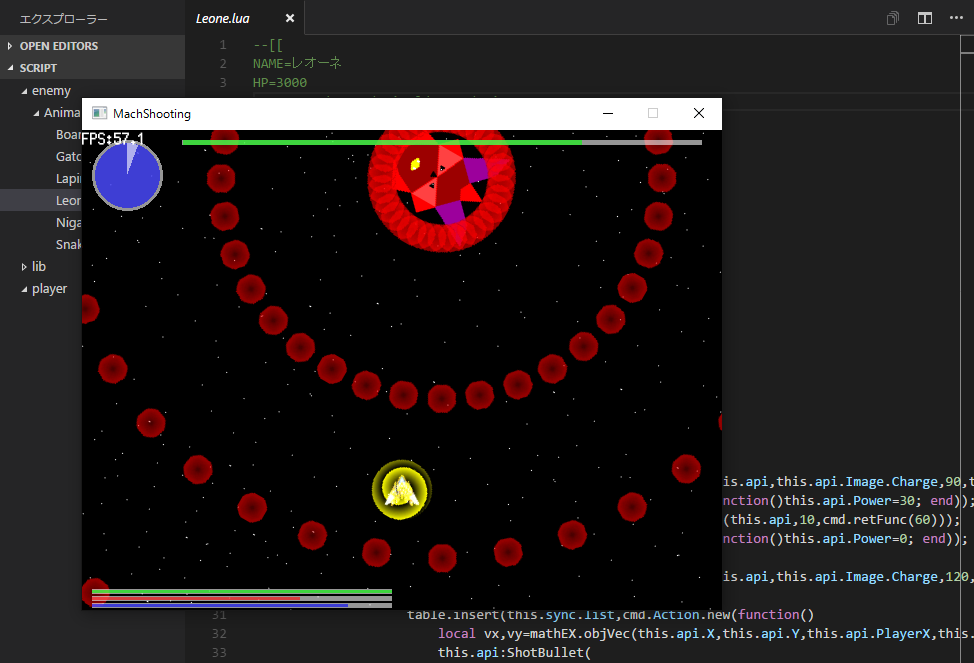 エクスプローラー
Leone.lua
OPEN EDITORS
SCRIPT
enemy
Anima
Boar
Gato
Lapi
Leon
Niga
Snak
lib
player
1 --[[
2 NAME=レオーネ
3 HP=3000
MachShooting
FPS:57.1
is.api,this.api.Image.Charge,90,t
nction()this.api.Power=30; end));
(this.api,10,cmd.retFunc(60)));
nction()this.api.Power=0; end));
is.api,this.api.Image.Charge,120,
31 table.insert(this.sync.list,cmd.Action.new(function()
32 local vx,vy=mathEX.objVec(this.api.X,this.api.Y,this.api.PlayerX,this.
33 this.api:ShotBullet(